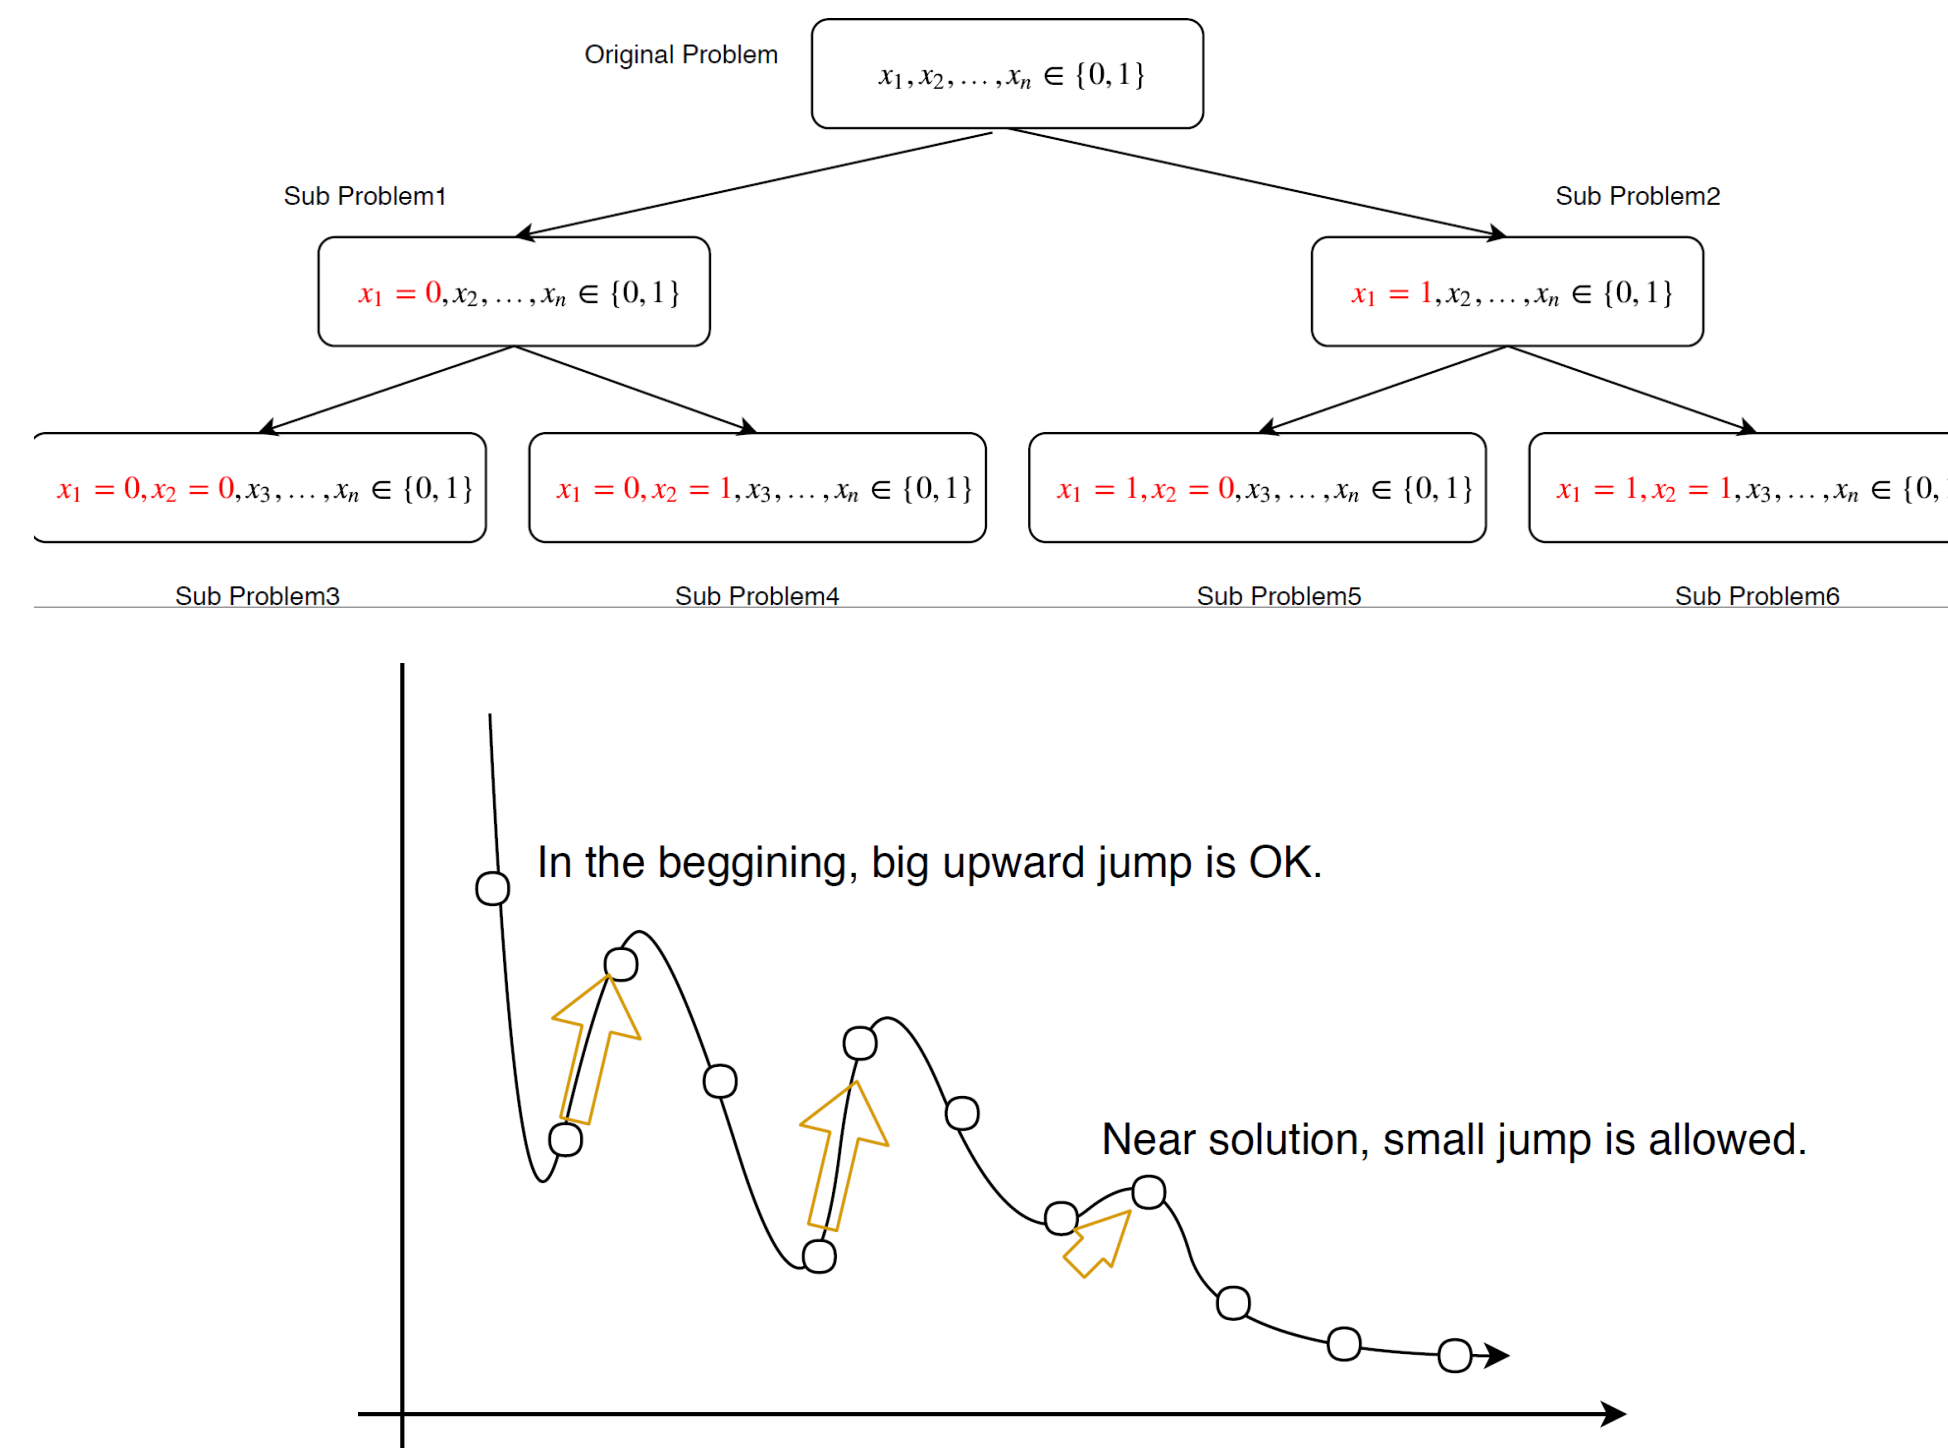 Original Problem
x₁, x₂, …, xₙ ∈ {0, 1}
Sub Problem1
Sub Problem2
x₁ = 0, x₂, …, xₙ ∈ {0, 1}
x₁ = 1, x₂, …, xₙ ∈ {0, 1}
x₁ = 0, x₂ = 0, x₃, …, xₙ ∈ {0, 1}
x₁ = 0, x₂ = 1, x₃, …, xₙ ∈ {0, 1}
x₁ = 1, x₂ = 0, x₃, …, xₙ ∈ {0, 1}
x₁ = 1, x₂ = 1, x₃, …, xₙ ∈ {0,
Sub Problem3
Sub Problem4
Sub Problem5
Sub Problem6
In the beggining, big upward jump is OK.
Near solution, small jump is allowed.